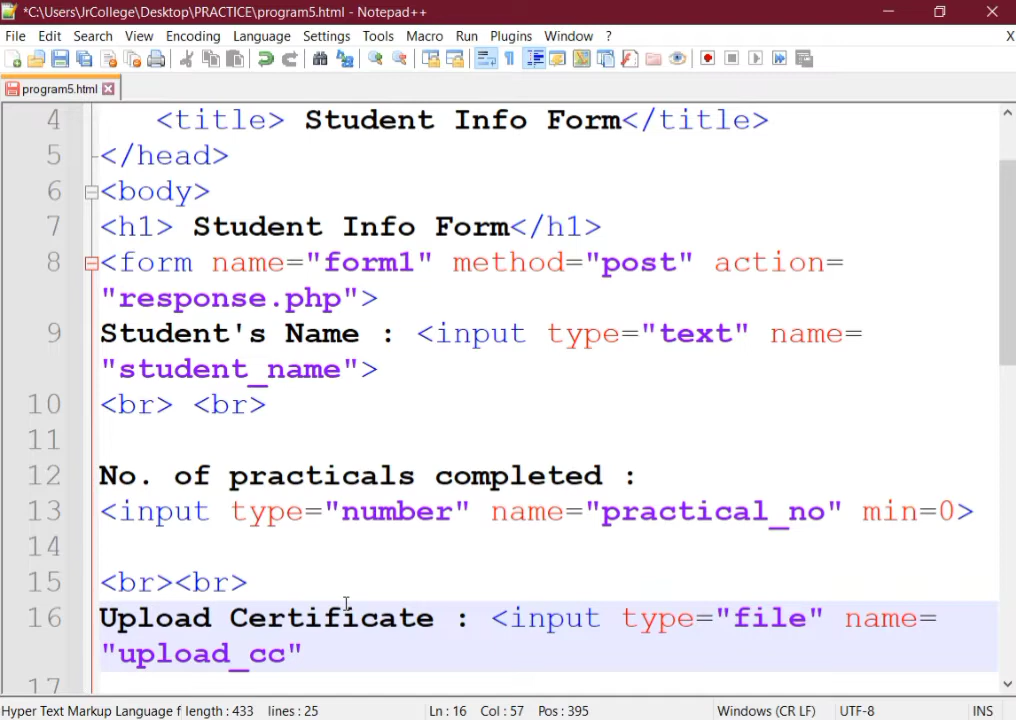 *C:\Users\JrCollege\Desktop\PRACTICE\program5.html - Notepad++
File Edit Search View Encoding Language Settings Tools Macro Run Plugins Window ? X
program5.html
4 <title> Student Info Form</title>
5 </head>
6 <body>
7 <h1> Student Info Form</h1>
8 <form name="form1" method="post" action=
"response.php">
9 Student's Name : <input type="text" name=
"student_name">
10 <br> <br>
11
12 No. of practicals completed :
13 <input type="number" name="practical_no" min=0>
14
15 <br><br>
16 Upload Certificate : <input type="file" name=
"upload_cc"
17
Hyper Text Markup Language f length : 433 lines : 25 Ln : 16 Col : 57 Pos : 395 Windows (CR LF) UTF-8 INS